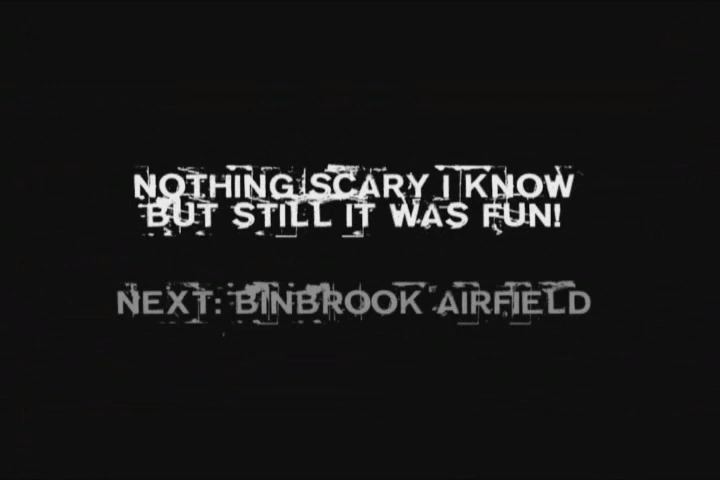 NOTHING SCARY I KNOW
BUT STILL IT WAS FUN!
NEXT: BINBROOK AIRFIELD